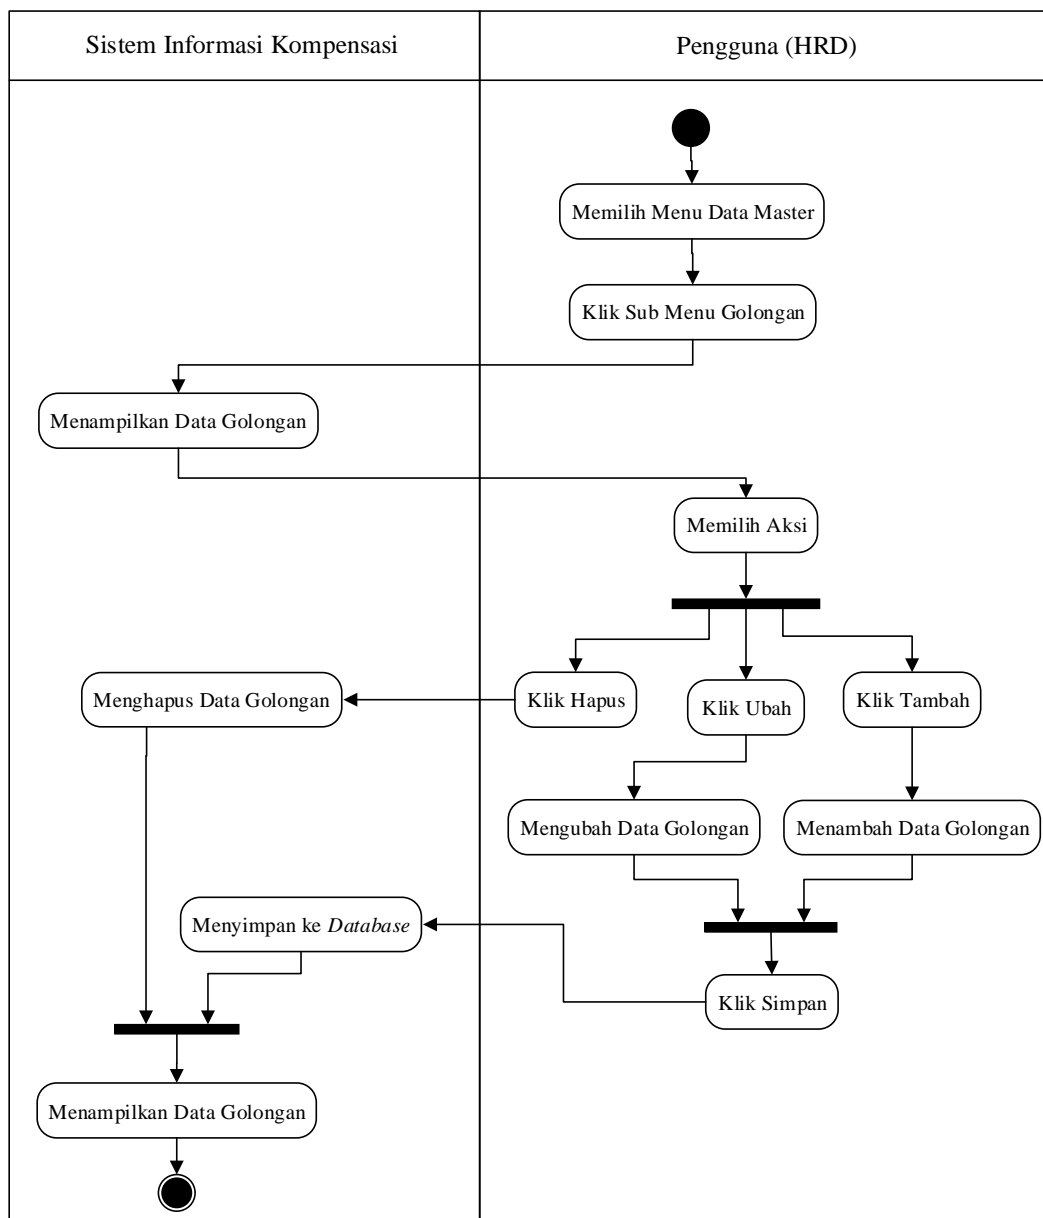 Sistem Informasi Kompensasi
Pengguna (HRD)
Memilih Menu Data Master
Klik Sub Menu Golongan
Menampilkan Data Golongan
Memilih Aksi
Menghapus Data Golongan
Klik Hapus
Klik Ubah
Klik Tambah
Mengubah Data Golongan
Menambah Data Golongan
Menyimpan ke Database
Klik Simpan
Menampilkan Data Golongan